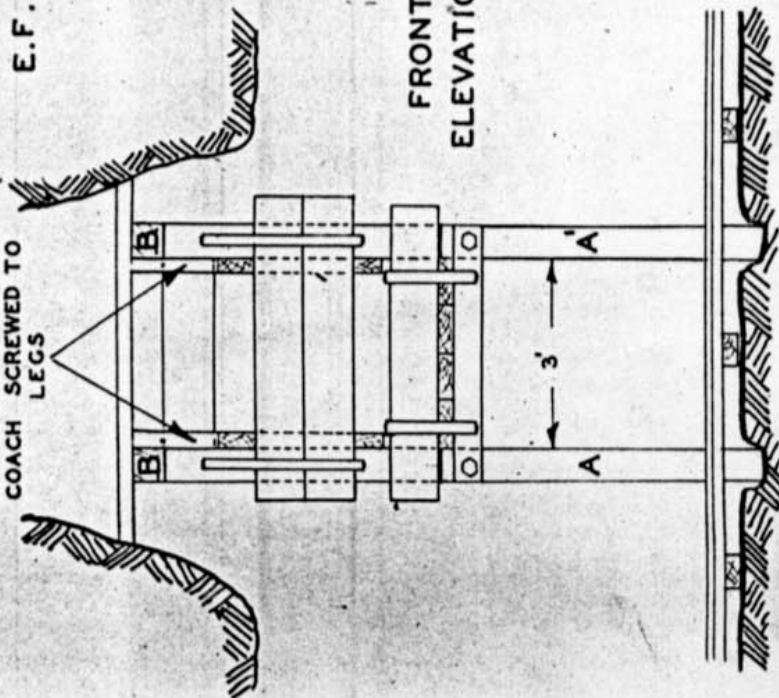 E.F.
COACH SCREWED TO
LEGS
FRONT
ELEVATIO
B
B
3'
A
A'